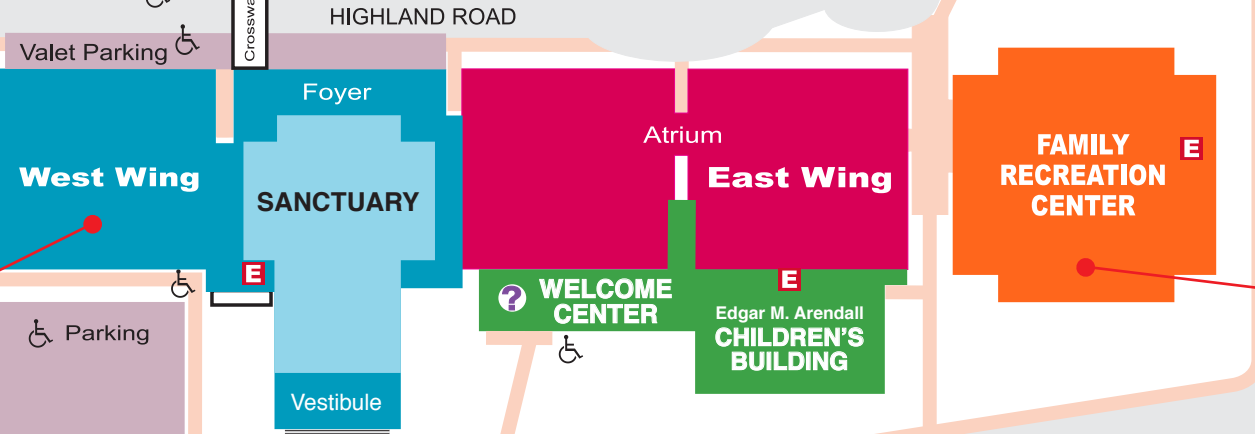 HIGHLAND ROAD
Valet Parking
Foyer
Atrium
West Wing
SANCTUARY
East Wing
FAMILY
RECREATION
CENTER
E
E
E
?
WELCOME
CENTER
Edgar M. Arendall
CHILDREN'S
BUILDING
Parking
Vestibule